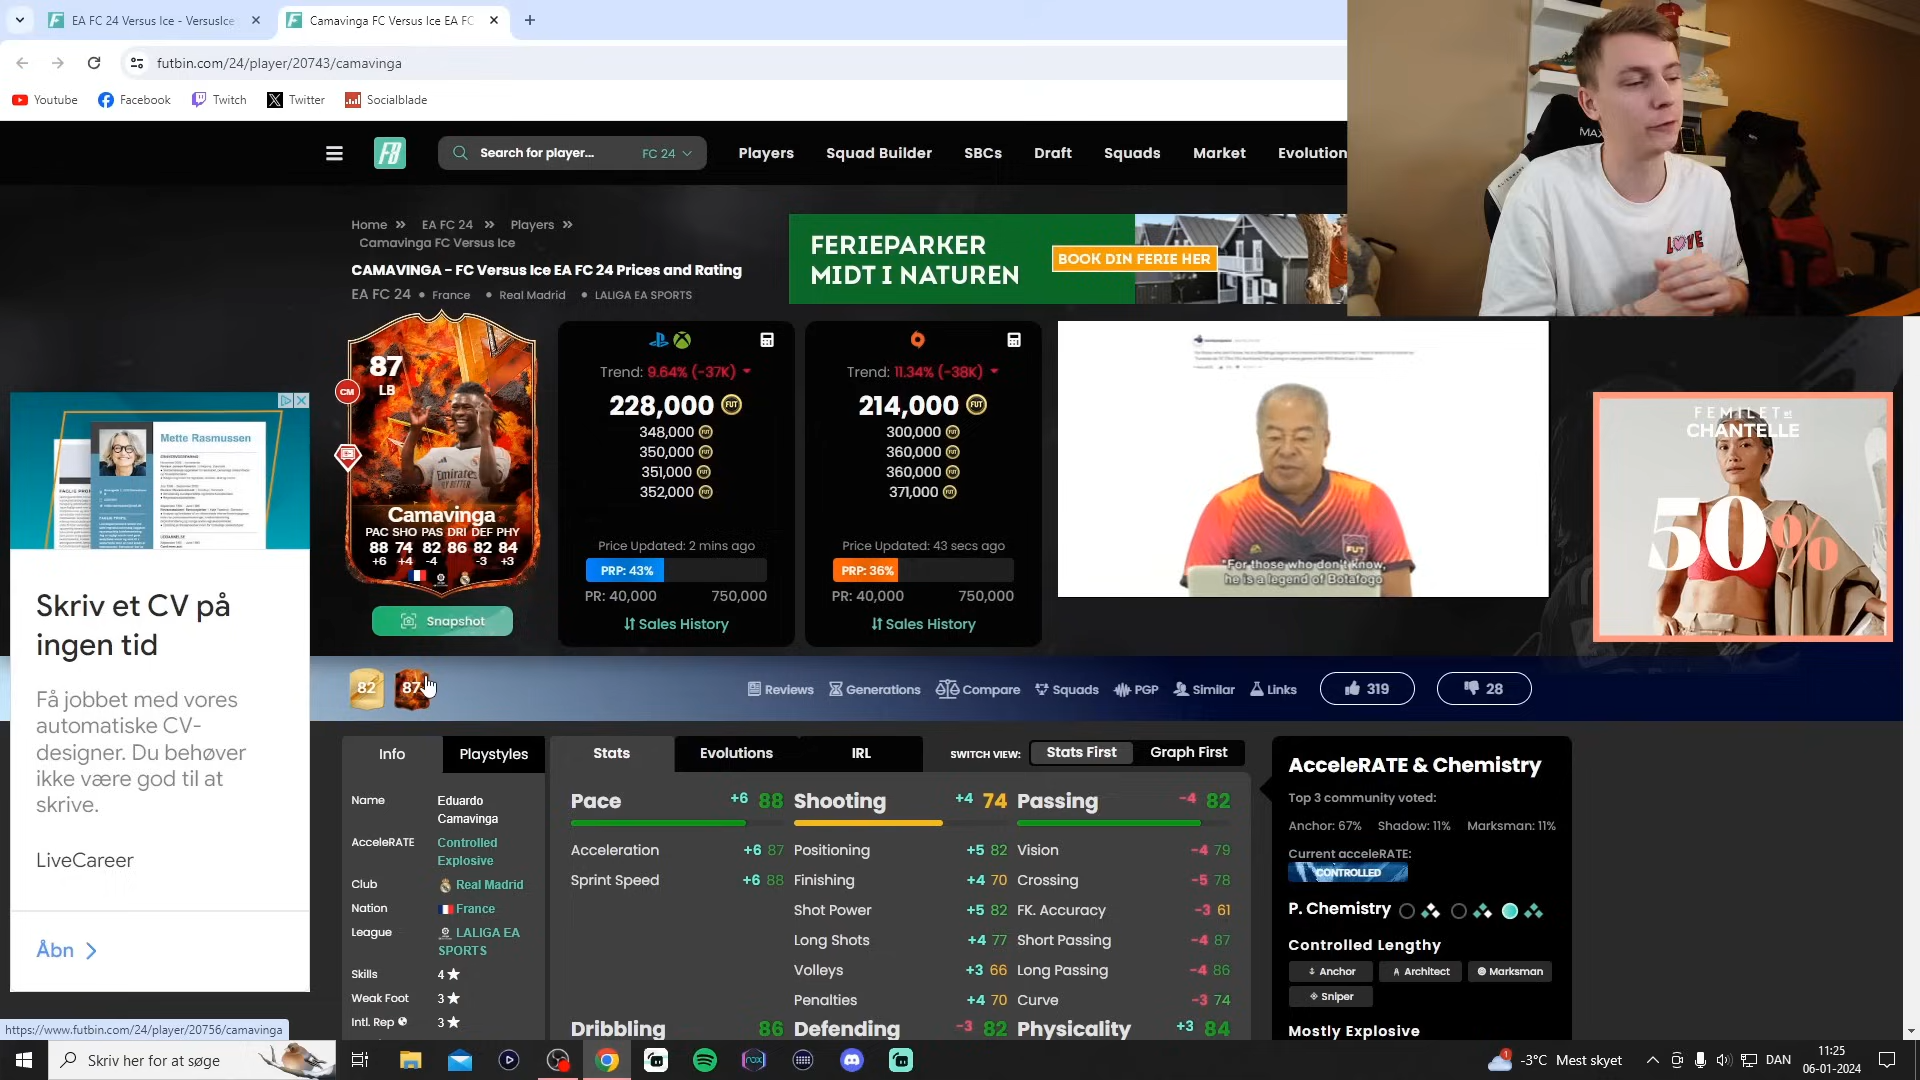 EA FC 24 Versus Ice - VersusIce
Camavinga FC Versus Ice EA FC
futbin.com/24/player/20743/camavinga
Youtube
Facebook
Twitch
Twitter
Socialblade
FB
Search for player...
FC 24
Players
Squad Builder
SBCs
Draft
Squads
Market
Evolution
Home
EA FC 24
Players
Camavinga FC Versus Ice
CAMAVINGA - FC Versus Ice EA FC 24 Prices and Rating
EA FC 24 • France • Real Madrid • LALIGA EA SPORTS
FERIEPARKER
MIDT I NATUREN
BOOK DIN FERIE HER
LOVE
87
LB
CM
Camavinga
PAC SHO PAS DRI DEF PHY
88 74 82 86 82 84
+6 +4 -4 -3 +3
Snapshot
Trend: 9.64% (-37K)
228,000
348,000
350,000
351,000
352,000
Price Updated: 2 mins ago
PRP: 43%
PR: 40,000 750,000
Sales History
Trend: 11.34% (-38K)
214,000
300,000
360,000
360,000
371,000
Price Updated: 43 secs ago
PRP: 36%
PR: 40,000 750,000
Sales History
FUT
"For those who don't know,
he is a legend of Botafogo
FEMILET et
CHANTELLE
50%
Mette Rasmussen
Skriv et CV på
ingen tid
Få jobbet med vores
automatiske CV-
designer. Du behøver
ikke være god til at
skrive.
LiveCareer
Åbn
82
87
Reviews
Generations
Compare
Squads
PGP
Similar
Links
319
28
Info
Playstyles
Stats
Evolutions
IRL
SWITCH VIEW:
Stats First
Graph First
Name Eduardo
Camavinga
AcceleRATE Controlled
Explosive
Club Real Madrid
Nation France
League LALIGA EA
SPORTS
Skills 4
Weak Foot 3
Intl. Rep 3
Pace +6 88
Acceleration +6 87
Sprint Speed +6 88
Dribbling 86
Shooting +4 74
Positioning +5 82
Finishing +4 70
Shot Power +5 82
Long Shots +4 77
Volleys +3 66
Penalties +4 70
Defending -3 82
Passing -4 82
Vision -4 79
Crossing -5 78
FK. Accuracy -3 61
Short Passing -4 87
Long Passing -4 86
Curve -3 74
Physicality +3 84
AcceleRATE & Chemistry
Top 3 community voted:
Anchor: 67% Shadow: 11% Marksman: 11%
Current acceleRATE:
CONTROLLED
P. Chemistry
Controlled Lengthy
Anchor
Architect
Marksman
Sniper
Mostly Explosive
https://www.futbin.com/24/player/20756/camavinga
Skriv her for at søge
1
-3°C Mest skyet
DAN
11:25
06-01-2024